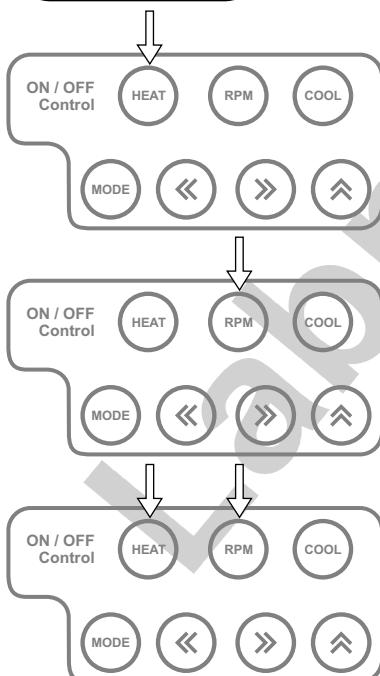 ON / OFF
Control
HEAT
RPM
COOL
MODE
ON / OFF
Control
HEAT
RPM
COOL
MODE
ON / OFF
Control
HEAT
RPM
COOL
MODE